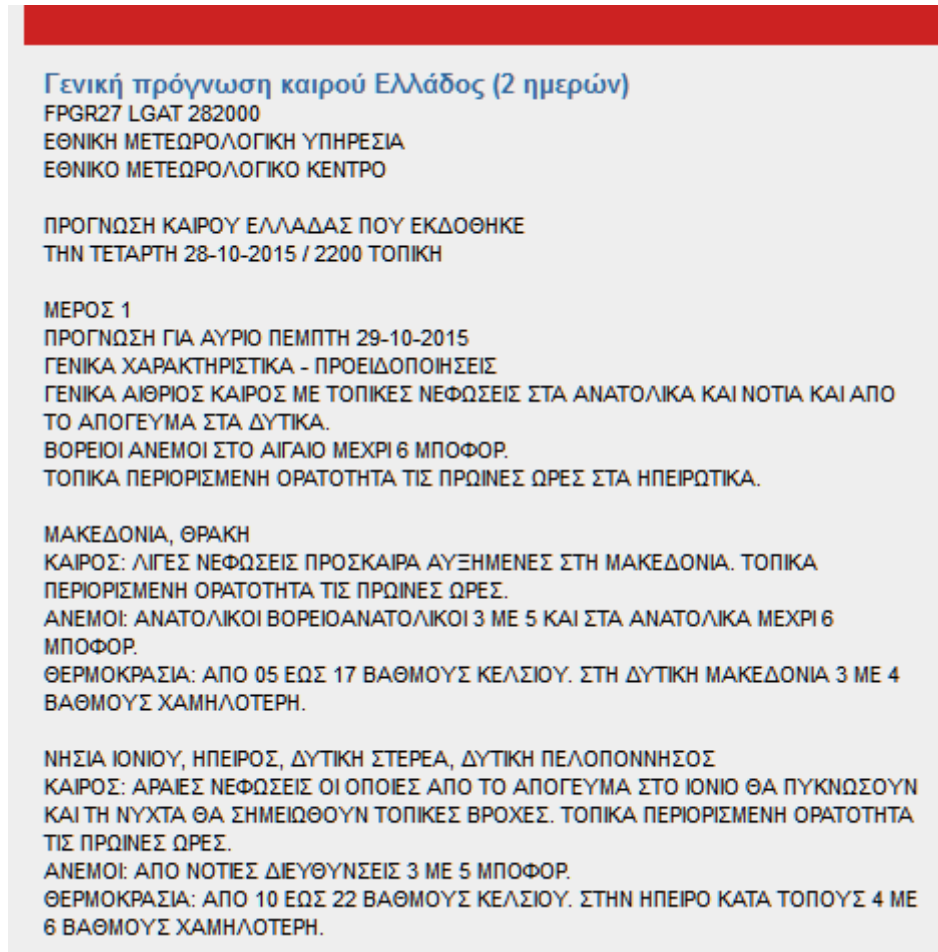 Γενική πρόγνωση καιρού Ελλάδος (2 ημερών)
FPGR27 LGAT 282000
ΕΘΝΙΚΗ ΜΕΤΕΩΡΟΛΟΓΙΚΗ ΥΠΗΡΕΣΙΑ
ΕΘΝΙΚΟ ΜΕΤΕΩΡΟΛΟΓΙΚΟ ΚΕΝΤΡΟ
ΠΡΟΓΝΩΣΗ ΚΑΙΡΟΥ ΕΛΛΑΔΑΣ ΠΟΥ ΕΚΔΟΘΗΚΕ
ΤΗΝ ΤΕΤΑΡΤΗ 28-10-2015 / 2200 ΤΟΠΙΚΗ
ΜΕΡΟΣ 1
ΠΡΟΓΝΩΣΗ ΓΙΑ ΑΥΡΙΟ ΠΕΜΠΤΗ 29-10-2015
ΓΕΝΙΚΑ ΧΑΡΑΚΤΗΡΙΣΤΙΚΑ - ΠΡΟΕΙΔΟΠΟΙΗΣΕΙΣ
ΓΕΝΙΚΑ ΑΙΘΡΙΟΣ ΚΑΙΡΟΣ ΜΕ ΤΟΠΙΚΕΣ ΝΕΦΩΣΕΙΣ ΣΤΑ ΑΝΑΤΟΛΙΚΑ ΚΑΙ ΝΟΤΙΑ ΚΑΙ ΑΠΟ
ΤΟ ΑΠΟΓΕΥΜΑ ΣΤΑ ΔΥΤΙΚΑ.
ΒΟΡΕΙΟΙ ΑΝΕΜΟΙ ΣΤΟ ΑΙΓΑΙΟ ΜΕΧΡΙ 6 ΜΠΟΦΟΡ.
ΤΟΠΙΚΑ ΠΕΡΙΟΡΙΣΜΕΝΗ ΟΡΑΤΟΤΗΤΑ ΤΙΣ ΠΡΩΙΝΕΣ ΩΡΕΣ ΣΤΑ ΗΠΕΙΡΩΤΙΚΑ.
ΜΑΚΕΔΟΝΙΑ, ΘΡΑΚΗ
ΚΑΙΡΟΣ: ΛΙΓΕΣ ΝΕΦΩΣΕΙΣ ΠΡΟΣΚΑΙΡΑ ΑΥΞΗΜΕΝΕΣ ΣΤΗ ΜΑΚΕΔΟΝΙΑ. ΤΟΠΙΚΑ
ΠΕΡΙΟΡΙΣΜΕΝΗ ΟΡΑΤΟΤΗΤΑ ΤΙΣ ΠΡΩΙΝΕΣ ΩΡΕΣ.
ΑΝΕΜΟΙ: ΑΝΑΤΟΛΙΚΟΙ ΒΟΡΕΙΟΑΝΑΤΟΛΙΚΟΙ 3 ΜΕ 5 ΚΑΙ ΣΤΑ ΑΝΑΤΟΛΙΚΑ ΜΕΧΡΙ 6
ΜΠΟΦΟΡ.
ΘΕΡΜΟΚΡΑΣΙΑ: ΑΠΟ 05 ΕΩΣ 17 ΒΑΘΜΟΥΣ ΚΕΛΣΙΟΥ. ΣΤΗ ΔΥΤΙΚΗ ΜΑΚΕΔΟΝΙΑ 3 ΜΕ 4
ΒΑΘΜΟΥΣ ΧΑΜΗΛΟΤΕΡΗ.
ΝΗΣΙΑ ΙΟΝΙΟΥ, ΗΠΕΙΡΟΣ, ΔΥΤΙΚΗ ΣΤΕΡΕΑ, ΔΥΤΙΚΗ ΠΕΛΟΠΟΝΝΗΣΟΣ
ΚΑΙΡΟΣ: ΑΡΑΙΕΣ ΝΕΦΩΣΕΙΣ ΟΙ ΟΠΟΙΕΣ ΑΠΟ ΤΟ ΑΠΟΓΕΥΜΑ ΣΤΟ ΙΟΝΙΟ ΘΑ ΠΥΚΝΩΣΟΥΝ
ΚΑΙ ΤΗ ΝΥΧΤΑ ΘΑ ΣΗΜΕΙΩΘΟΥΝ ΤΟΠΙΚΕΣ ΒΡΟΧΕΣ. ΤΟΠΙΚΑ ΠΕΡΙΟΡΙΣΜΕΝΗ ΟΡΑΤΟΤΗΤΑ
ΤΙΣ ΠΡΩΙΝΕΣ ΩΡΕΣ.
ΑΝΕΜΟΙ: ΑΠΟ ΝΟΤΙΕΣ ΔΙΕΥΘΥΝΣΕΙΣ 3 ΜΕ 5 ΜΠΟΦΟΡ.
ΘΕΡΜΟΚΡΑΣΙΑ: ΑΠΟ 10 ΕΩΣ 22 ΒΑΘΜΟΥΣ ΚΕΛΣΙΟΥ. ΣΤΗΝ ΗΠΕΙΡΟ ΚΑΤΑ ΤΟΠΟΥΣ 4 ΜΕ
6 ΒΑΘΜΟΥΣ ΧΑΜΗΛΟΤΕΡΗ.